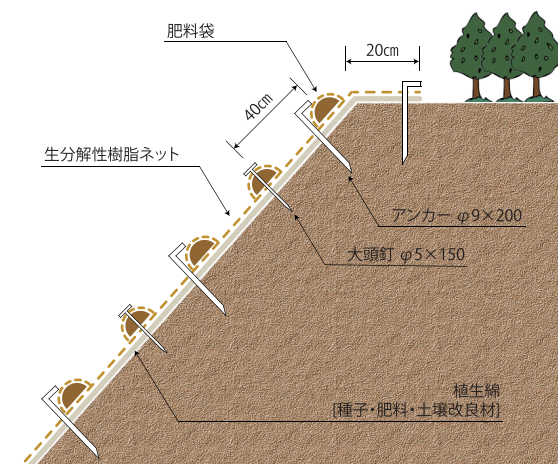 肥料袋
20㎝
40㎝
生分解性樹脂ネット
アンカー φ9×200
大頭釘 φ5×150
植生綿
[種子・肥料・土壌改良材]